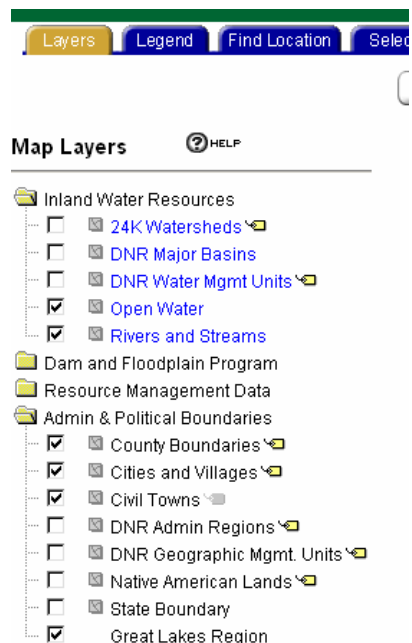 Layers Legend Find Location Selec
Map Layers ? HELP
Inland Water Resources
24K Watersheds
DNR Major Basins
DNR Water Mgmt Units
Open Water
Rivers and Streams
Dam and Floodplain Program
Resource Management Data
Admin & Political Boundaries
County Boundaries
Cities and Villages
Civil Towns
DNR Admin Regions
DNR Geographic Mgmt. Units
Native American Lands
State Boundary
Great Lakes Region